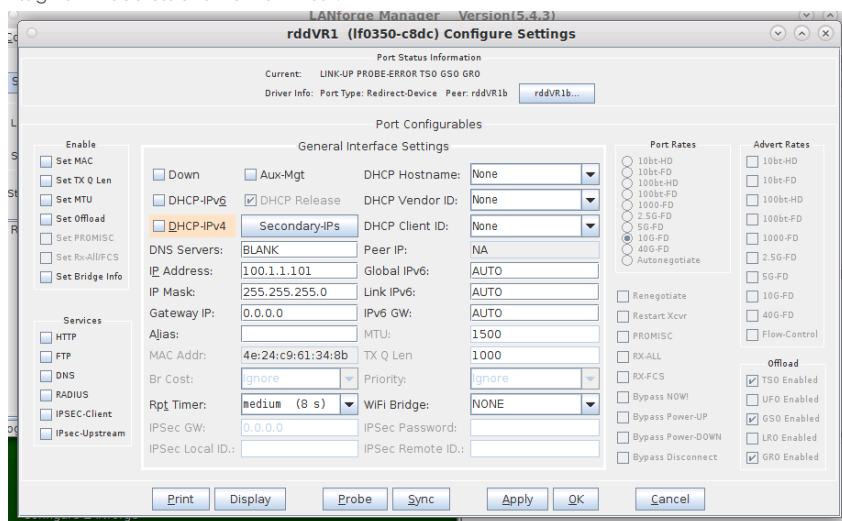 LANforge Manager Version(5.4.3)
rddVR1 (lf0350-c8dc) Configure Settings
Port Status Information
Current: LINK-UP PROBE-ERROR TSO GSO GRO
Driver Info: Port Type: Redirect-Device Peer: rddVR1b rddVR1b...
Port Configurables
Enable
Set MAC
Set TX Q Len
Set MTU
Set Offload
Set PROMISC
Set Rx-All/FCS
Set Bridge Info
Services
HTTP
FTP
DNS
RADIUS
IPSEC-Client
IPsec-Upstream
General Interface Settings
Down Aux-Mgt DHCP Hostname: None
DHCP-IPv6 DHCP Release DHCP Vendor ID: None
DHCP-IPv4 Secondary-IPs DHCP Client ID: None
DNS Servers: BLANK Peer IP: NA
IP Address: 100.1.1.101 Global IPv6: AUTO
IP Mask: 255.255.255.0 Link IPv6: AUTO
Gateway IP: 0.0.0.0 IPv6 GW: AUTO
Alias: MTU: 1500
MAC Addr: 4e:24:c9:61:34:8b TX Q Len 1000
Br Cost: Ignore Priority: Ignore
Rpt Timer: medium (8 s) WiFi Bridge: NONE
IPSec GW: 0.0.0.0 IPSec Password:
IPSec Local ID.: IPSec Remote ID.:
Port Rates
10bt-HD
10bt-FD
100bt-HD
100bt-FD
1000-FD
2.5G-FD
5G-FD
10G-FD
40G-FD
Autonegotiate
Renegotiate
Restart Xcvr
PROMISC
RX-ALL
RX-FCS
Bypass NOW!
Bypass Power-UP
Bypass Power-DOWN
Bypass Disconnect
Advert Rates
10bt-HD
10bt-FD
100bt-HD
100bt-FD
1000-FD
2.5G-FD
5G-FD
10G-FD
40G-FD
Flow-Control
Offload
TSO Enabled
UFO Enabled
GSO Enabled
LRO Enabled
GRO Enabled
Print Display Probe Sync Apply OK Cancel